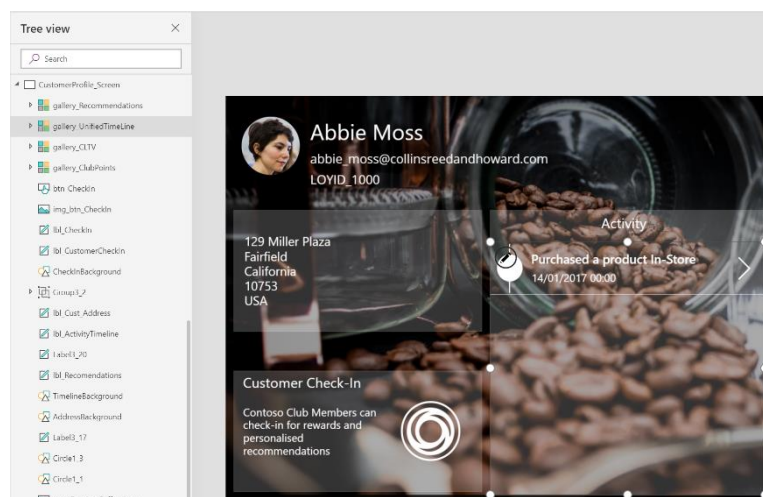 Tree view
Search
CustomerProfile_Screen
gallery_Recommendations
gallery_UnifiedTimeLine
gallery_CLTV
gallery_ClubPoints
btn_CheckIn
img_btn_CheckIn
lbl_CheckIn
lbl_CustomerCheckin
CheckInBackground
Group3_2
lbl_Cust_Address
lbl_ActivityTimeline
Label3_20
lbl_Recomendations
TimelineBackground
AddressBackground
Label3_17
Circle1_3
Circle1_1
Abbie Moss
abbie_moss@collinsreedandhoward.com
LOYID_1000
129 Miller Plaza
Fairfield
California
10753
USA
Activity
Purchased a product In-Store
14/01/2017 00:00
Customer Check-In
Contoso Club Members can
check-in for rewards and
personalised
recommendations